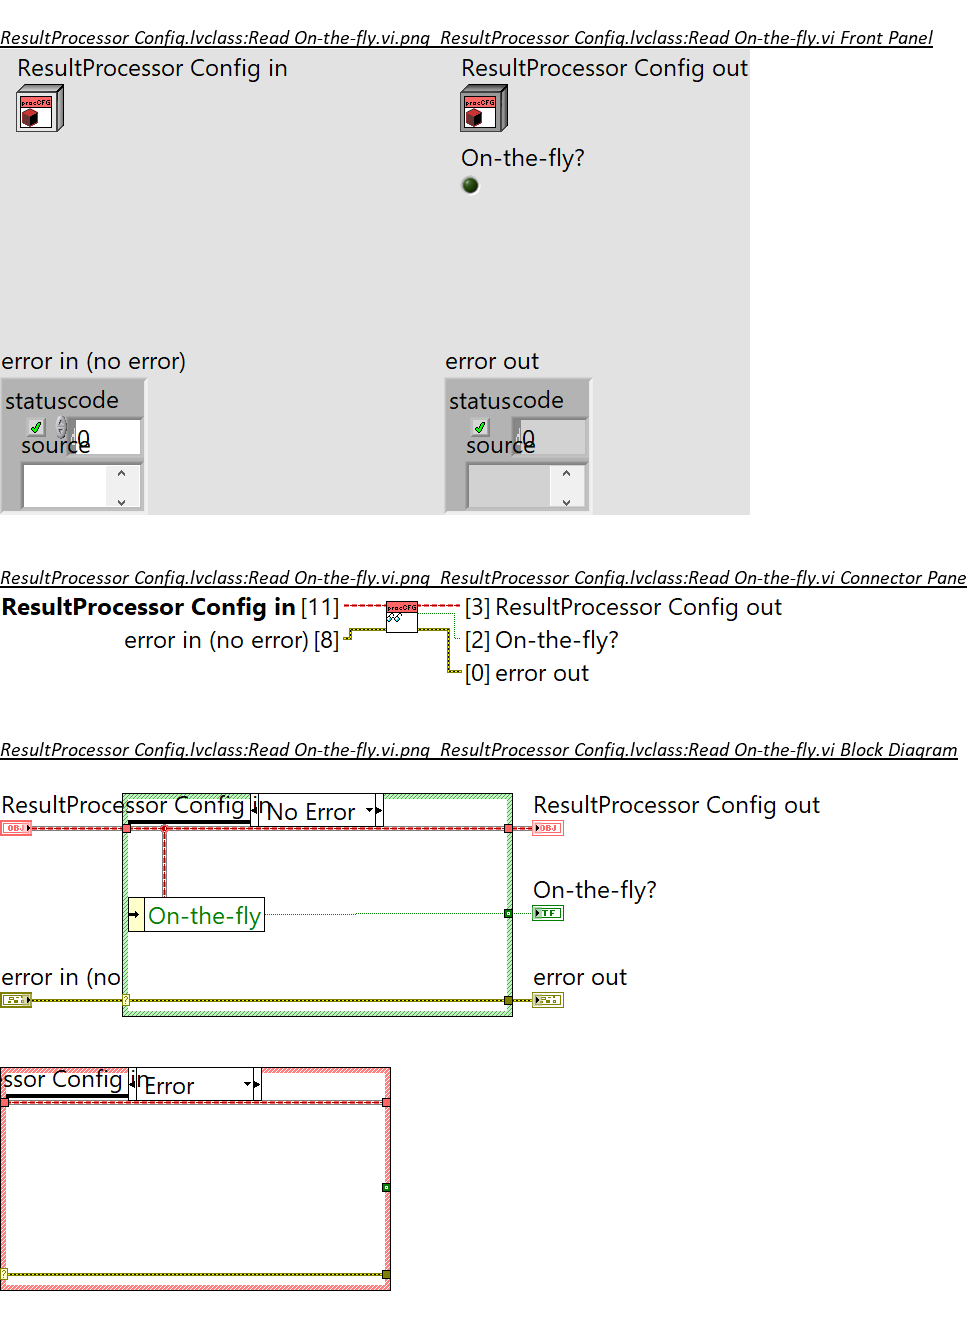 ResultProcessor Config.lvclass:Read On-the-fly.vi.png ResultProcessor Config.lvclass:Read On-the-fly.vi Front Panel
ResultProcessor Config in
ResultProcessor Config out
procCFG
procCFG
On-the-fly?
error in (no error)
error out
status code
status code
0
0
source
source
ResultProcessor Config.lvclass:Read On-the-fly.vi.png ResultProcessor Config.lvclass:Read On-the-fly.vi Connector Pane
ResultProcessor Config in [11]
procCFG
[3] ResultProcessor Config out
error in (no error) [8]
[2] On-the-fly?
[0] error out
ResultProcessor Config.lvclass:Read On-the-fly.vi.png ResultProcessor Config.lvclass:Read On-the-fly.vi Block Diagram
ResultProcessor Config in
No Error
ResultProcessor Config out
OBJ
OBJ
On-the-fly?
On-the-fly
TF
error in (no
error out
?
ssor Config in
Error
?